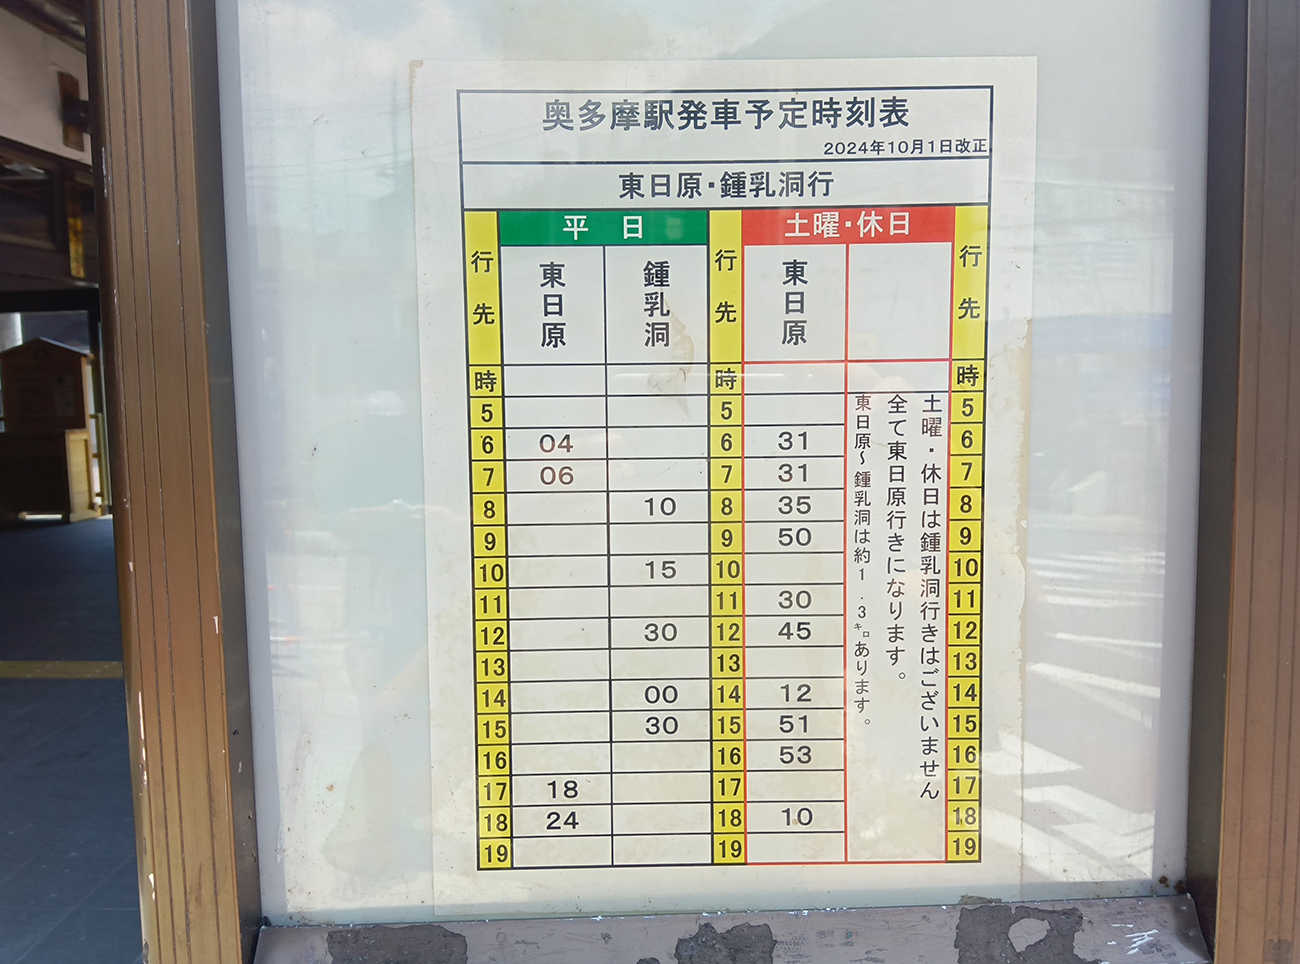 奥多摩駅発車予定時刻表
2024年10月1日改正
東日原・鍾乳洞行
行先 平日 行先 土曜・休日 行先
東日原 鍾乳洞 東日原
時 時 時
5 5 5
6 04 6 31 6
7 06 7 31 7
8 10 8 35 8
9 9 50 9
10 15 10 10
11 11 30 11
12 30 12 45 12
13 13 13
14 00 14 12 14
15 30 15 51 15
16 16 53 16
17 18 17 17
18 24 18 10 18
19 19 19
土曜・休日は鍾乳洞行きはございません
全て東日原行きになります。
東日原～鍾乳洞は約1.3㌔あります。